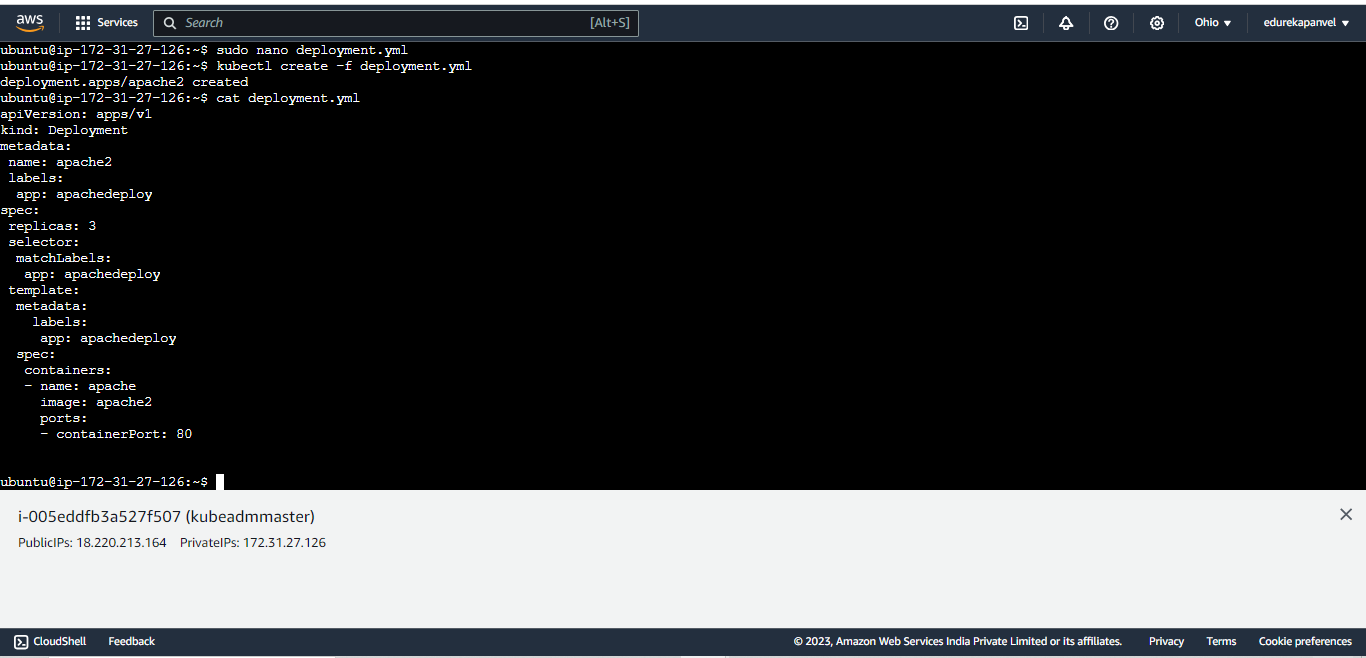 aws Services Search [Alt+S] Ohio edurekapanvel
ubuntu@ip-172-31-27-126:~$ sudo nano deployment.yml
ubuntu@ip-172-31-27-126:~$ kubectl create -f deployment.yml
deployment.apps/apache2 created
ubuntu@ip-172-31-27-126:~$ cat deployment.yml
apiVersion: apps/v1
kind: Deployment
metadata:
 name: apache2
 labels:
  app: apachedeploy
spec:
 replicas: 3
 selector:
  matchLabels:
   app: apachedeploy
 template:
  metadata:
    labels:
     app: apachedeploy
  spec:
   containers:
   - name: apache
     image: apache2
     ports:
     - containerPort: 80
ubuntu@ip-172-31-27-126:~$
i-005eddfb3a527f507 (kubeadmmaster)
PublicIPs: 18.220.213.164 PrivateIPs: 172.31.27.126
CloudShell Feedback © 2023, Amazon Web Services India Private Limited or its affiliates. Privacy Terms Cookie preferences